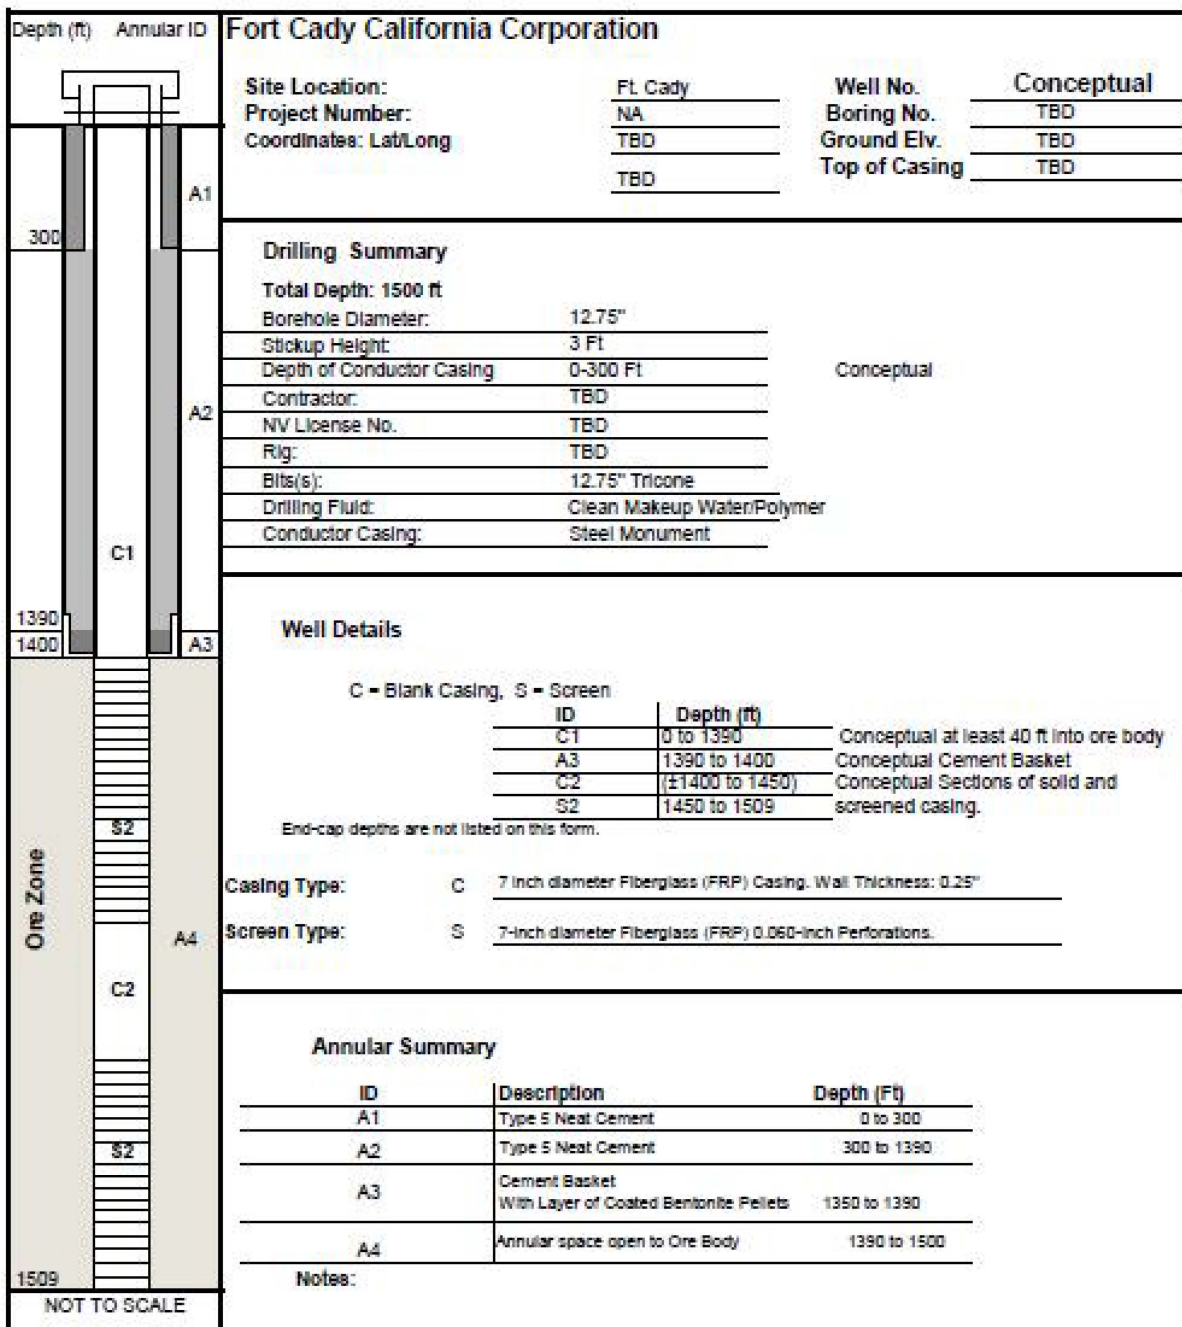 Depth (ft) Annular ID
Fort Cady California Corporation
Site Location: Ft. Cady Well No. Conceptual
Project Number: NA Boring No. TBD
Coordinates: Lat/Long TBD Ground Elv. TBD
TBD Top of Casing TBD
A1
300
Drilling Summary
Total Depth: 1500 ft
Borehole Diameter: 12.75"
Stickup Height: 3 Ft
Depth of Conductor Casing 0-300 Ft Conceptual
Contractor: TBD
A2
NV License No. TBD
Rig: TBD
Bits(s): 12.75" Tricone
Drilling Fluid: Clean Makeup Water/Polymer
Conductor Casing: Steel Monument
C1
1390
1400
A3
Well Details
C = Blank Casing, S = Screen
ID Depth (ft)
C1 0 to 1390 Conceptual at least 40 ft into ore body
A3 1390 to 1400 Conceptual Cement Basket
C2 (±1400 to 1450) Conceptual Sections of solid and
S2 1450 to 1509 screened casing.
End-cap depths are not listed on this form.
S2
Ore Zone
Casing Type: C 7 inch diameter Fiberglass (FRP) Casing. Wall Thickness: 0.25"
Screen Type: S 7-inch diameter Fiberglass (FRP) 0.060-inch Perforations.
A4
C2
Annular Summary
ID Description Depth (Ft)
A1 Type 5 Neat Cement 0 to 300
A2 Type 5 Neat Cement 300 to 1390
S2
A3 Cement Basket
With Layer of Coated Bentonite Pellets 1350 to 1390
A4 Annular space open to Ore Body 1390 to 1500
1509
Notes:
NOT TO SCALE